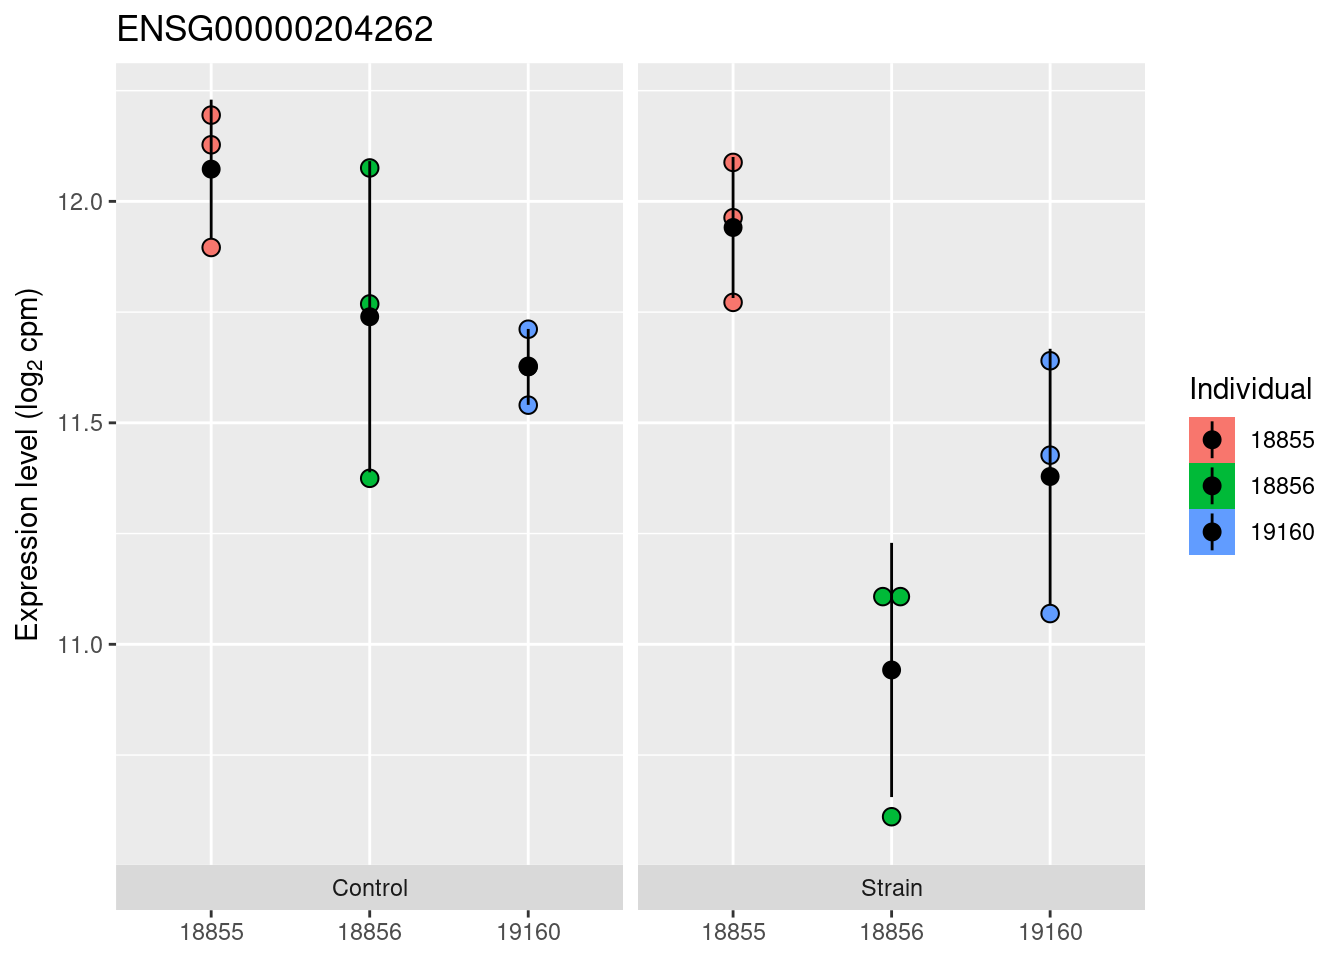 ENSG00000204262
Expression level (log₂ cpm)
12.0
11.5
11.0
Control
Strain
18855
18856
19160
18855
18856
19160
Individual
18855
18856
19160